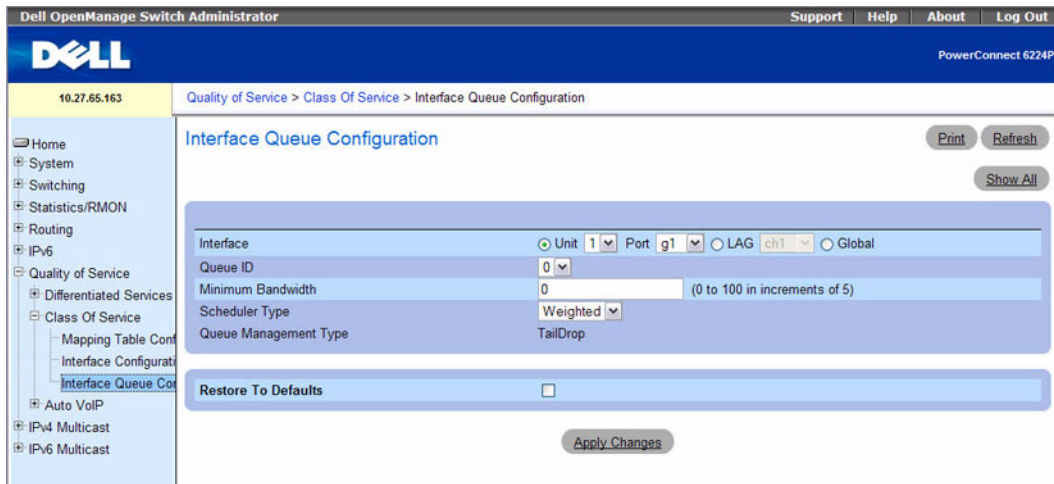 Dell OpenManage Switch Administrator
Support Help About Log Out
DELL
PowerConnect 6224P
10.27.65.163
Quality of Service > Class Of Service > Interface Queue Configuration
Home
System
Switching
Statistics/RMON
Routing
IPv6
Quality of Service
Differentiated Services
Class Of Service
Mapping Table Conf
Interface Configurati
Interface Queue Con
Auto VoIP
IPv4 Multicast
IPv6 Multicast
Interface Queue Configuration
Print Refresh
Show All
Interface Unit 1 Port g1 LAG ch1 Global
Queue ID 0
Minimum Bandwidth 0 (0 to 100 in increments of 5)
Scheduler Type Weighted
Queue Management Type TailDrop
Restore To Defaults
Apply Changes